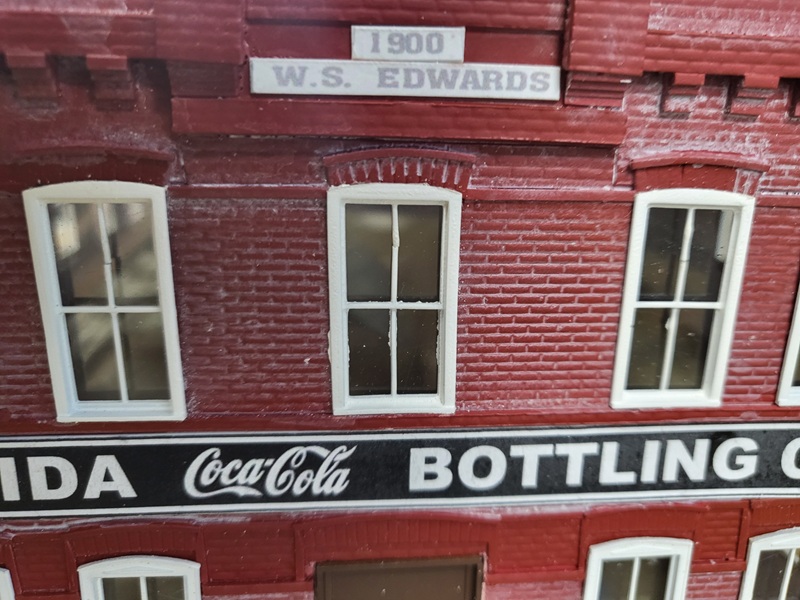 1900
W.S. EDWARDS
IDA Coca-Cola BOTTLING C